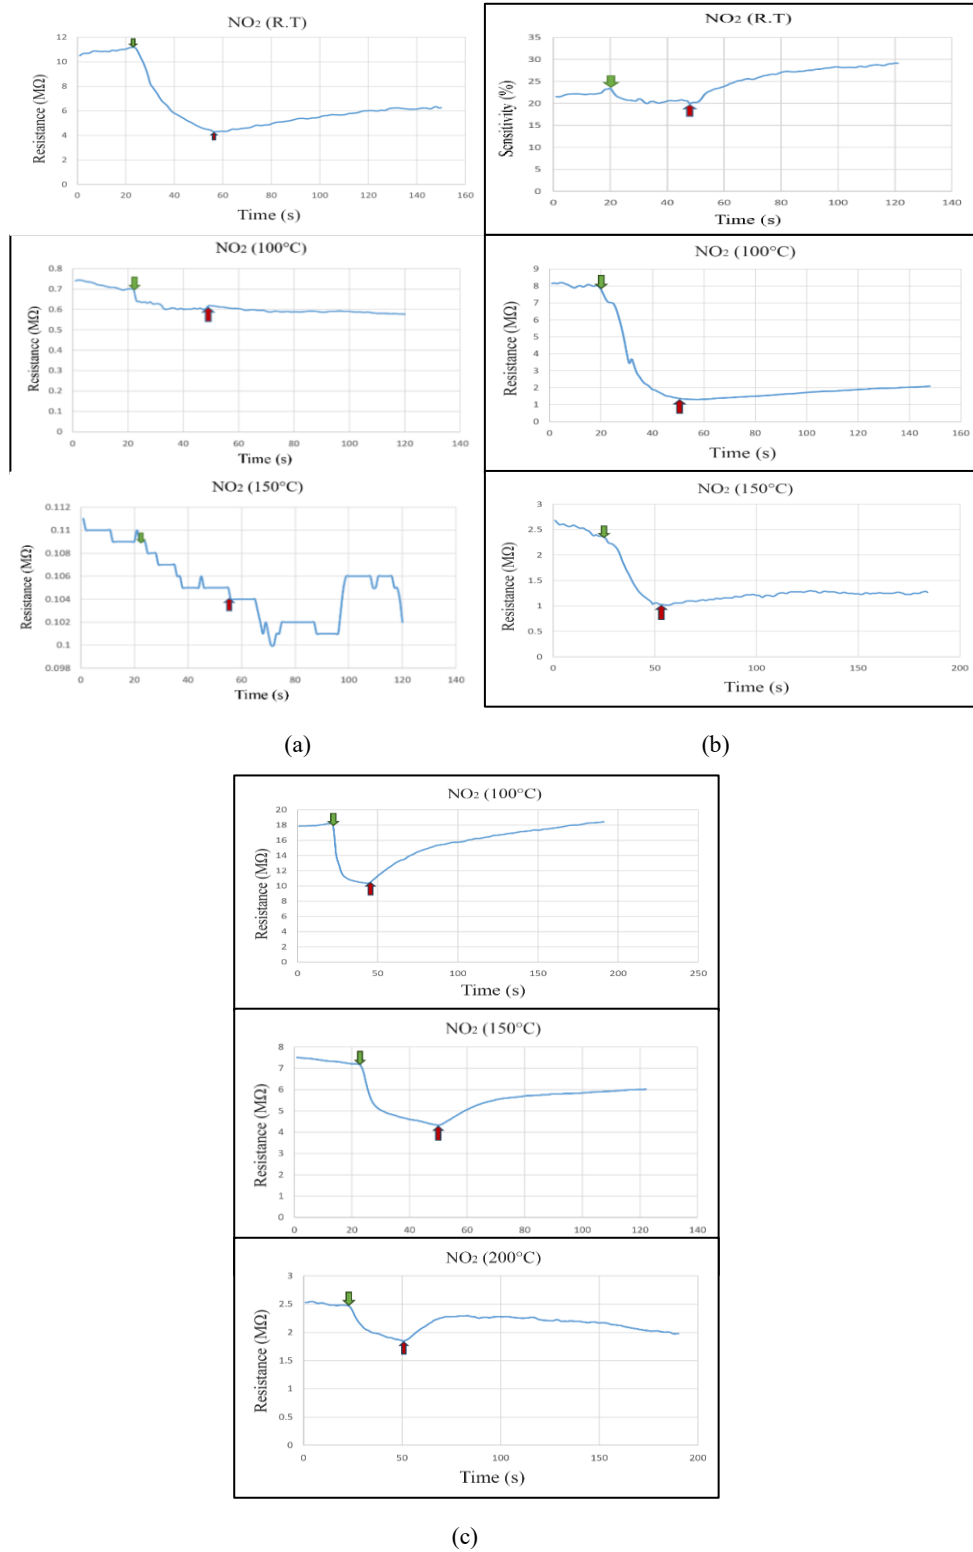 NO2 (R.T)
12
10
8
6
4
2
0
Resistance (MΩ)
0 20 40 60 80 100 120 140 160
Time (s)
NO2 (100°C)
0.8
0.7
0.6
0.5
0.4
0.3
0.2
0.1
0
Resistance (MΩ)
0 20 40 60 80 100 120 140
Time (s)
NO2 (150°C)
0.112
0.11
0.108
0.106
0.104
0.102
0.1
0.098
Resistance (MΩ)
0 20 40 60 80 100 120 140
Time (s)
(a)
NO2 (R.T)
35
30
25
20
15
10
5
0
Sensitivity (%)
0 20 40 60 80 100 120 140
Time (s)
NO2 (100°C)
9
8
7
6
5
4
3
2
1
0
Resistance (MΩ)
0 20 40 60 80 100 120 140 160
Time (s)
NO2 (150°C)
3
2.5
2
1.5
1
0.5
0
Resistance (MΩ)
0 50 100 150 200
Time (s)
(b)
NO2 (100°C)
20
18
16
14
12
10
8
6
4
2
0
Resistance (MΩ)
0 50 100 150 200 250
Time (s)
NO2 (150°C)
8
7
6
5
4
3
2
1
0
Resistance (MΩ)
0 20 40 60 80 100 120 140
NO2 (200°C)
3
2.5
2
1.5
1
0.5
0
Resistance (MΩ)
0 50 100 150 200
Time (s)
(c)